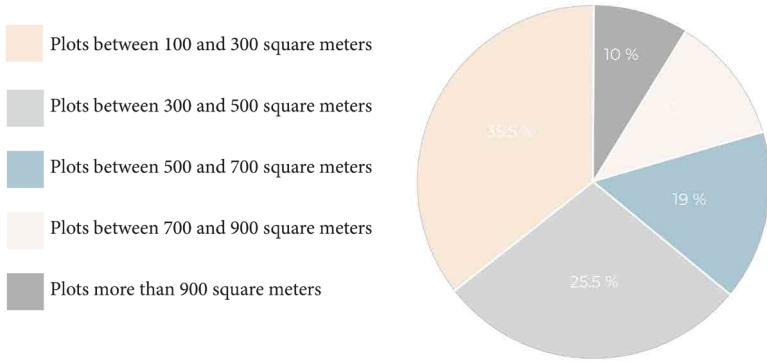 Plots between 100 and 300 square meters
Plots between 300 and 500 square meters
Plots between 500 and 700 square meters
Plots between 700 and 900 square meters
Plots more than 900 square meters
10 %
35.5 %
19 %
25.5 %